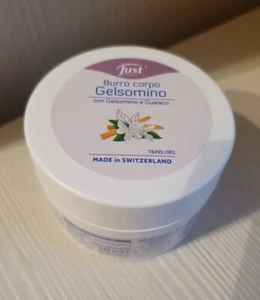 Just
Burro corpo
Gelsomino
con Gelsomino e Guaiaco
78495|001
MADE in SWITZERLAND